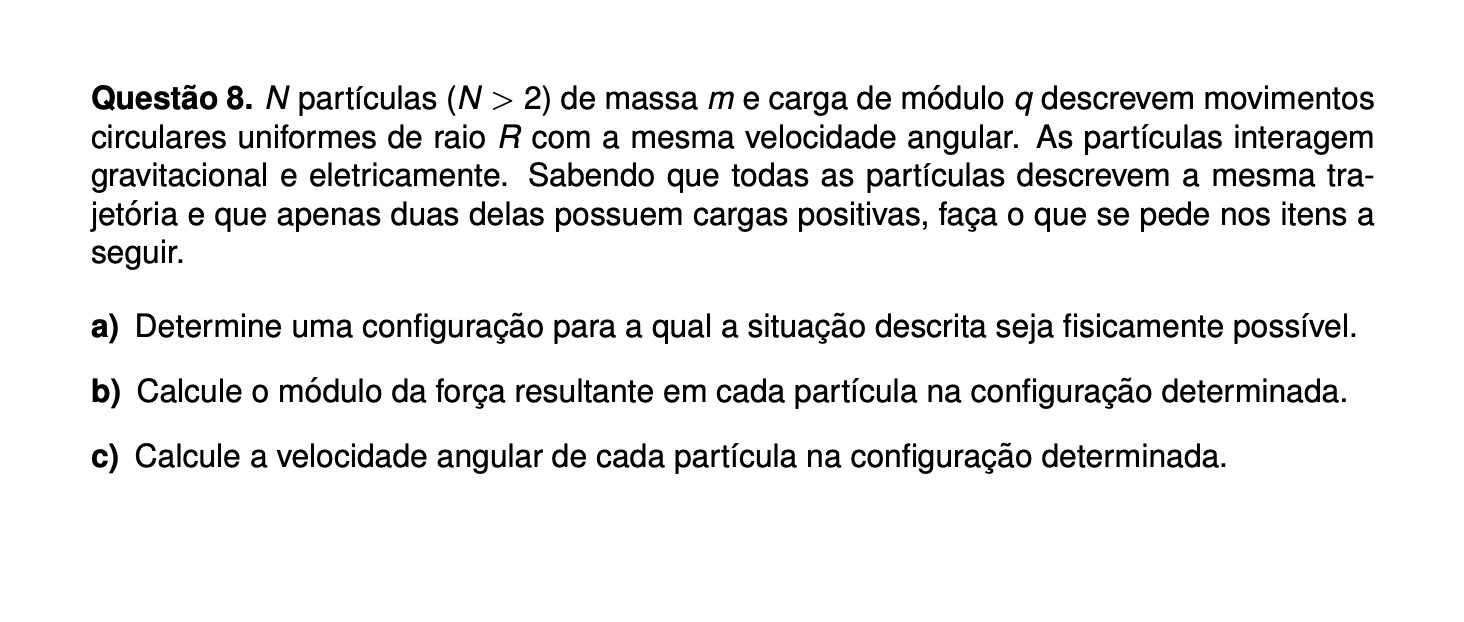 Questão 8. N partículas (N > 2) de massa m e carga de módulo q descrevem movimentos
circulares uniformes de raio R com a mesma velocidade angular. As partículas interagem
gravitacional e eletricamente. Sabendo que todas as partículas descrevem a mesma tra-
jetória e que apenas duas delas possuem cargas positivas, faça o que se pede nos itens a
seguir.
a) Determine uma configuração para a qual a situação descrita seja fisicamente possível.
b) Calcule o módulo da força resultante em cada partícula na configuração determinada.
c) Calcule a velocidade angular de cada partícula na configuração determinada.